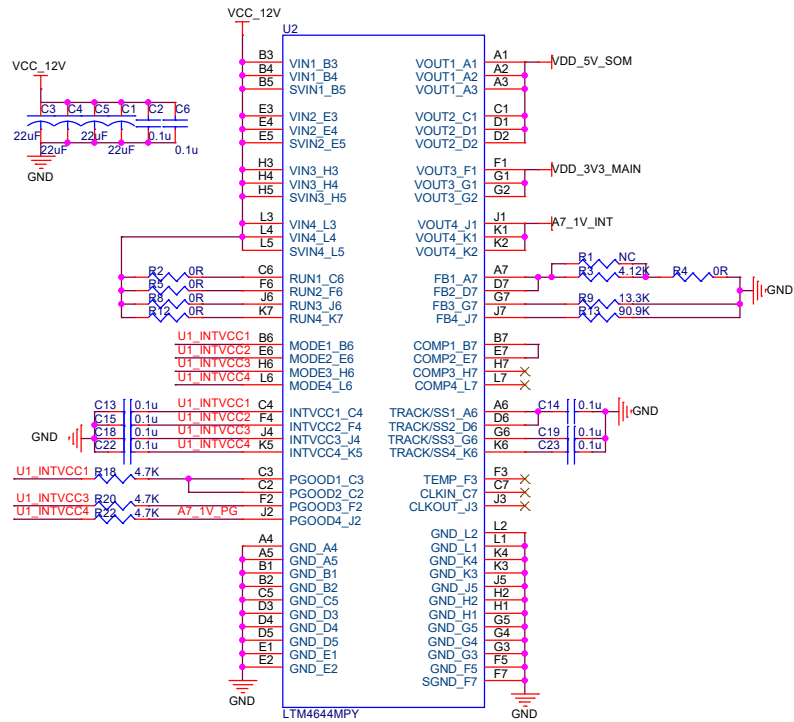 VCC_12V
U2
VCC_12V
C3 C4 C5 C1 C2 C6
22uF 22uF 0.1u
22uF 22uF 0.1u
GND
B3 VIN1_B3 VOUT1_A1 A1 VDD_5V_SOM
B4 VIN1_B4 VOUT1_A2 A2
B5 SVIN1_B5 VOUT1_A3 A3
E3 VIN2_E3 VOUT2_C1 C1
E4 VIN2_E4 VOUT2_D1 D1
E5 SVIN2_E5 VOUT2_D2 D2
H3 VIN3_H3 VOUT3_F1 F1 VDD_3V3_MAIN
H4 VIN3_H4 VOUT3_G1 G1
H5 SVIN3_H5 VOUT3_G2 G2
L3 VIN4_L3 VOUT4_J1 J1 A7_1V_INT
L4 VIN4_L4 VOUT4_K1 K1
L5 SVIN4_L5 VOUT4_K2 K2
R1 NC
R2 0R C6 RUN1_C6 FB1_A7 A7 R3 4.12K R4 0R
R5 0R F6 RUN2_F6 FB2_D7 D7 GND
R8 0R J6 RUN3_J6 FB3_G7 G7 R9 13.3K
R12 0R K7 RUN4_K7 FB4_J7 J7 R13 90.9K
U1_INTVCC1 B6 MODE1_B6 COMP1_B7 B7
U1_INTVCC2 E6 MODE2_E6 COMP2_E7 E7
U1_INTVCC3 H6 MODE3_H6 COMP3_H7 H7
U1_INTVCC4 L6 MODE4_L6 COMP4_L7 L7
C13 0.1u U1_INTVCC1 C4 INTVCC1_C4 TRACK/SS1_A6 A6 C14 0.1u
C15 0.1u U1_INTVCC2 F4 INTVCC2_F4 TRACK/SS2_D6 D6 GND
GND C18 0.1u U1_INTVCC3 J4 INTVCC3_J4 TRACK/SS3_G6 G6 C19 0.1u
C22 0.1u U1_INTVCC4 K5 INTVCC4_K5 TRACK/SS4_K6 K6 C23 0.1u
U1_INTVCC1 R18 4.7K C3 PGOOD1_C3 TEMP_F3 F3
C2 PGOOD2_C2 CLKIN_C7 C7
U1_INTVCC3 R20 4.7K F2 PGOOD3_F2 CLKOUT_J3 J3
U1_INTVCC4 R22 4.7K A7_1V_PG J2 PGOOD4_J2
GND_L2 L2
A4 GND_A4 GND_L1 L1
A5 GND_A5 GND_K4 K4
B1 GND_B1 GND_K3 K3
B2 GND_B2 GND_J5 J5
C5 GND_C5 GND_H2 H2
D3 GND_D3 GND_H1 H1
D4 GND_D4 GND_G5 G5
D5 GND_D5 GND_G4 G4
E1 GND_E1 GND_G3 G3
E2 GND_E2 GND_F5 F5
SGND_F7 F7
GND GND
LTM4644MPY